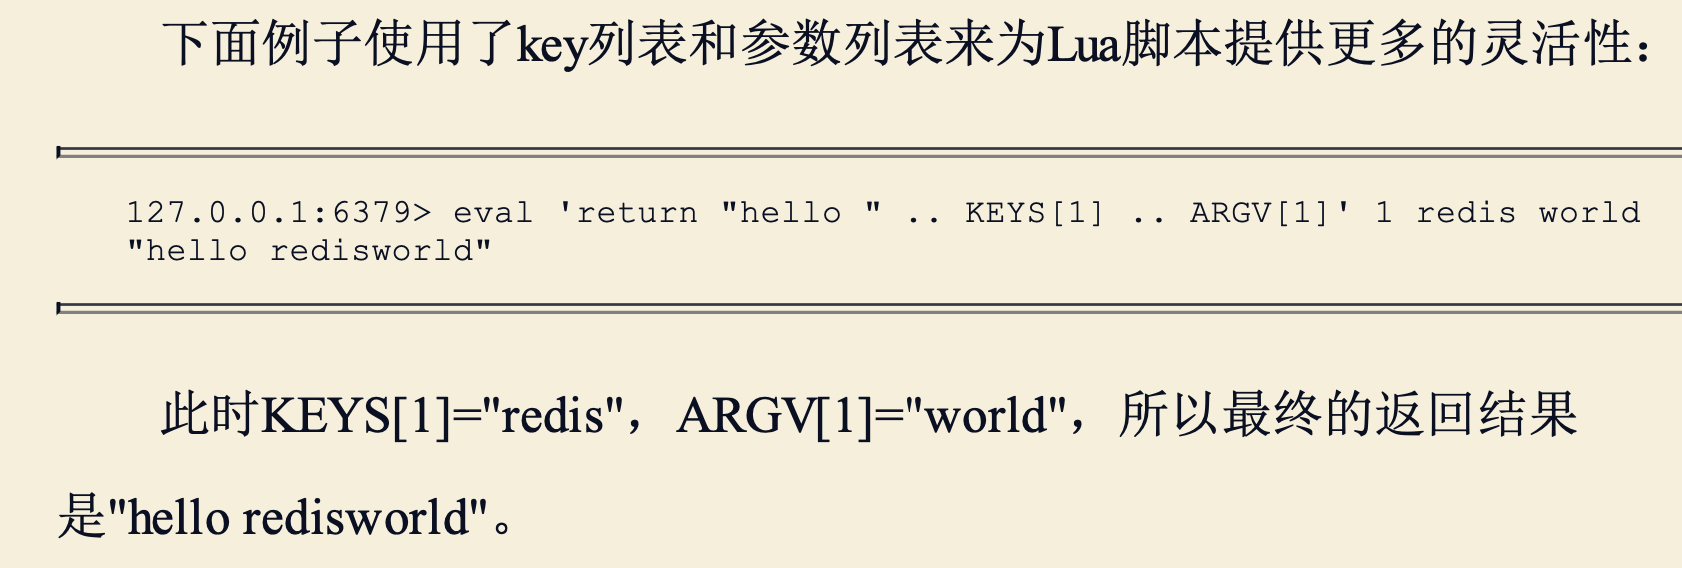 下面例子使用了key列表和参数列表来为Lua脚本提供更多的灵活性：
127.0.0.1:6379> eval 'return "hello " .. KEYS[1] .. ARGV[1]' 1 redis world
"hello redisworld"
此时KEYS[1]="redis"，ARGV[1]="world"，所以最终的返回结果
是"hello redisworld"。